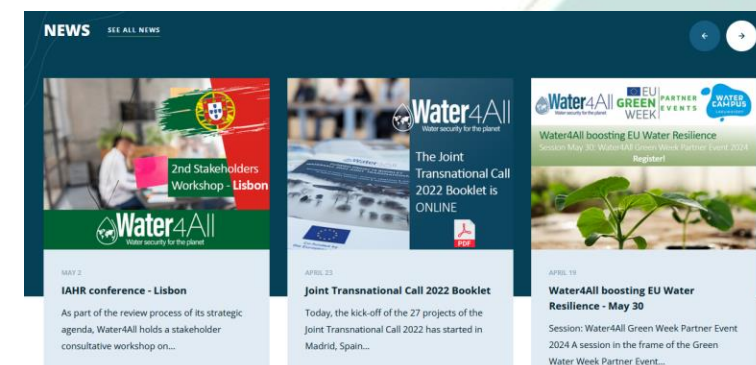 NEWS
SEE ALL NEWS
2nd Stakeholders
Workshop - Lisbon
Water4All
Water security for the planet
MAY 2
IAHR conference - Lisbon
As part of the review process of its strategic
agenda, Water4All holds a stakeholder
consultative workshop on...
Water4All
Water security for the planet
The Joint
Transnational Call
2022 Booklet is
ONLINE
PDF
APRIL 23
Joint Transnational Call 2022 Booklet
Today, the kick-off of the 27 projects of the
Joint Transnational Call 2022 has started in
Madrid, Spain...
Water4All
EU
GREEN
WEEK
PARTNER
EVENTS
WATER
CAMPUS
Water4All boosting EU Water Resilience
Session May 30: Water4All Green Week Partner Event 2024
Register!
Water4All boosting EU Water
Resilience - May 30
Session: Water4All Green Week Partner Event
2024 A session in the frame of the Green
Water Week Partner Event...